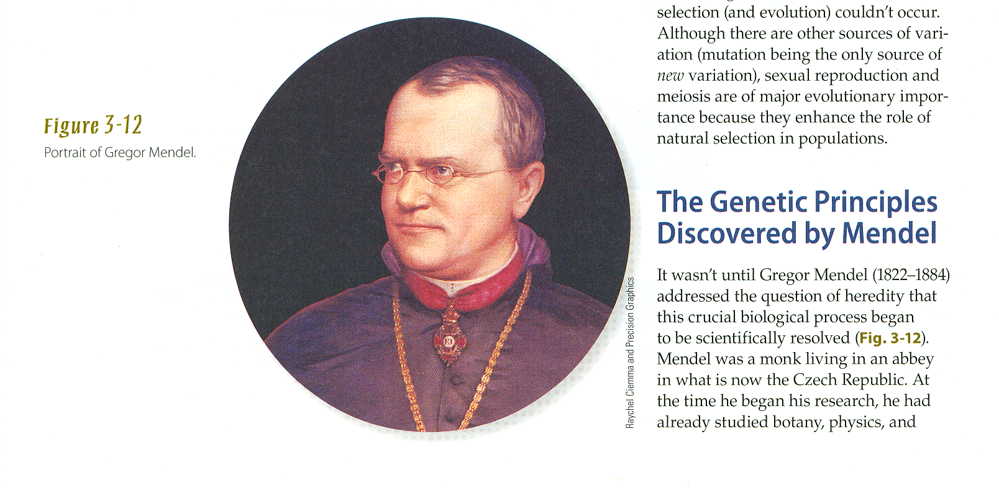 Figure 3-12
Portrait of Gregor Mendel.
Raychel Ciemma and Precision Graphics
selection (and evolution) couldn't occur.
Although there are other sources of vari-
ation (mutation being the only source of
new variation), sexual reproduction and
meiosis are of major evolutionary impor-
tance because they enhance the role of
natural selection in populations.
The Genetic Principles
Discovered by Mendel
It wasn't until Gregor Mendel (1822–1884)
addressed the question of heredity that
this crucial biological process began
to be scientifically resolved (Fig. 3-12).
Mendel was a monk living in an abbey
in what is now the Czech Republic. At
the time he began his research, he had
already studied botany, physics, and